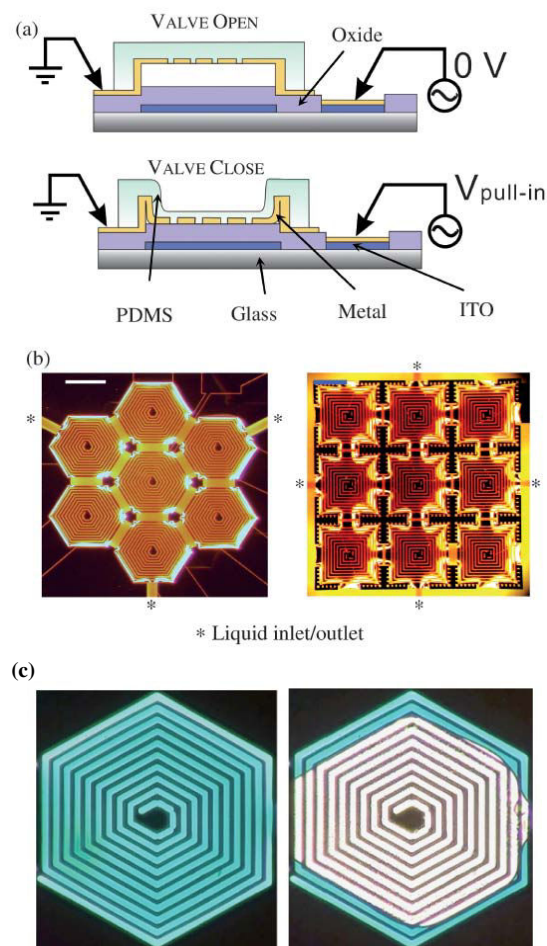 (a)
VALVE OPEN
Oxide
0 V
VALVE CLOSE
Vpull-in
PDMS
Glass
Metal
ITO
(b)
*
*
*
*
*
*
*
* Liquid inlet/outlet
(c)